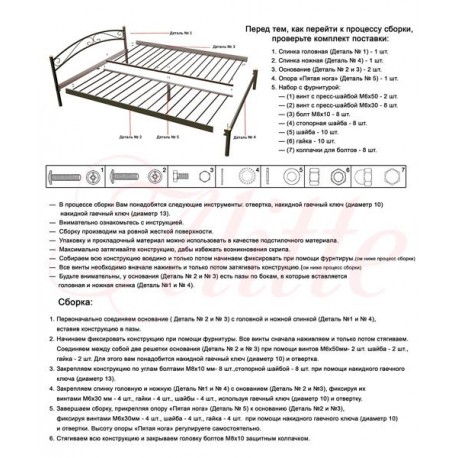 Деталь № 1
Деталь № 3
Деталь № 5
Деталь № 2
Деталь № 4
Перед тем, как перейти к процессу сборки,
проверьте комплект поставки:
1. Спинка головная (Деталь № 1) - 1 шт.
2. Спинка ножная (Деталь № 4) - 1 шт.
3. Основание (Деталь № 2 и № 3) - 2 шт.
4. Опора «Пятая нога» (Деталь № 5) - 1 шт.
5. Набор с фурнитурой:
— (1) винт с пресс-шайбой М6х50 - 2 шт.
— (2) винт с пресс-шайбой М6х30 - 8 шт.
— (3) болт М8х10 - 8 шт.
— (4) стопорная шайба - 8 шт.
— (5) шайба - 10 шт.
— (6) гайка - 10 шт.
— (7) колпачки для болтов - 8 шт.
1 2 3 4 5 6 7
— В процессе сборки Вам понадобятся следующие инструменты: отвертка, накидной гаечный ключ (диаметр 10)
накидной гаечный ключ (диаметр 13).
— Внимательно ознакомьтесь с инструкцией.
— Сборку производим на ровной жесткой поверхности.
— Упаковку и прокладочный материал можно использовать в качестве подстилочного материала.
— Максимально затягивайте конструкцию, дабы избежать возникновения скрипа.
— Собираем всю конструкцию воедино и только потом начинаем фиксировать при помощи фурнитуры.(см ниже процесс сборки)
— Все винты необходимо вначале наживить и только потом затягивать конструкцию.(см ниже процесс сборки)
— Будьте внимательны, у оснований (Деталь № 2 и № 3) есть пазы по бокам, в которые вставляется
головная и ножная спинка (Деталь №1 и № 4).
Сборка:
1. Первоначально соединяем основание ( Деталь № 2 и № 3) с головной и ножной спинкой (Деталь № 1 и № 4),
вставив конструкцию в пазы.
2. Начинаем фиксировать конструкцию при помощи фурнитуры. Все винты сначала наживляем и только потом стягиваем.
Соединяем между собой две решетки основания (Деталь № 2 и № 3) при помощи винтов М6х50мм- 2 шт. шайба - 2 шт.,
гайка - 2 шт. Для этого вам понадобится накидной гаечный ключ (диаметр 10) и отвертка.
3. Закрепляем конструкцию по углам болтами М8х10 мм- 8 шт.,стопорной шайбой — 8 шт. при помощи накидного гаечного
ключа (диаметр 13).
4. Закрепляем спинку головную и ножную (Деталь №1 и № 4) с онованием (Деталь № 2 и №3), фиксируя их
винтами М6х30 мм - 4 шт., гайки - 4 шт., шайбы - 4 шт., используя гаечный ключ (диаметр 10) и отвертку.
5. Завершаем сборку, прикрепляя опору «Пятая нога» (Деталь № 5) к основанию (Деталь №2 и №3),
фиксируя винтами М6х30мм - 4 шт., шайба - 4 шт., гайка - 4 шт. при помощи накидного гаечного ключа (диаметр 10)
и отвертки. Высоту опоры «Пятая нога» регулируем самостоятельно.
6. Стягиваем всю конструкцию и закрываем головку болтов М8х10 защитным колпачком.